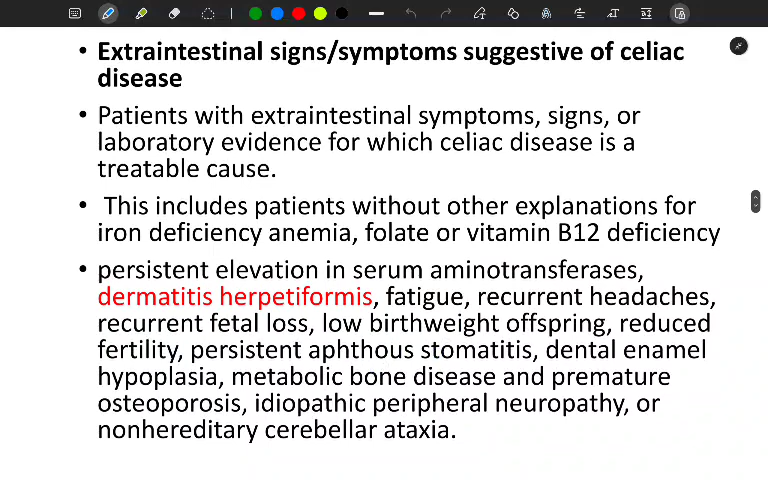 • Extraintestinal signs/symptoms suggestive of celiac
disease
• Patients with extraintestinal symptoms, signs, or
laboratory evidence for which celiac disease is a
treatable cause.
• This includes patients without other explanations for
iron deficiency anemia, folate or vitamin B12 deficiency
• persistent elevation in serum aminotransferases,
dermatitis herpetiformis, fatigue, recurrent headaches,
recurrent fetal loss, low birthweight offspring, reduced
fertility, persistent aphthous stomatitis, dental enamel
hypoplasia, metabolic bone disease and premature
osteoporosis, idiopathic peripheral neuropathy, or
nonhereditary cerebellar ataxia.